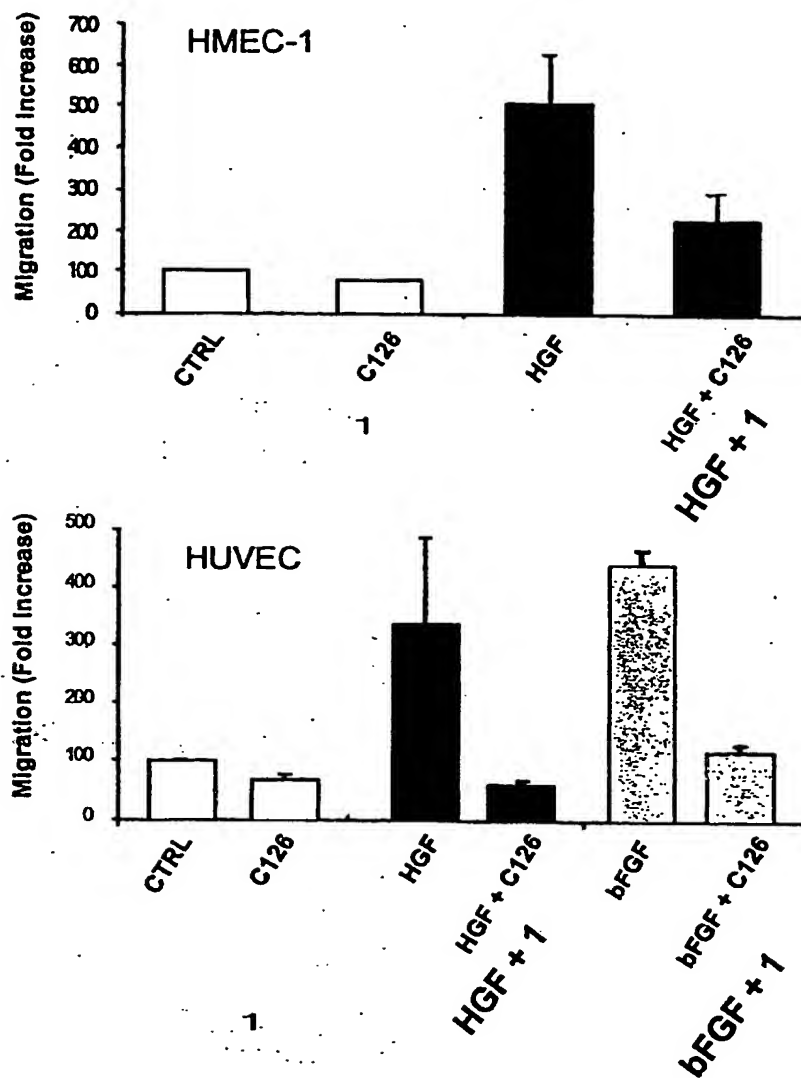 HMEC-1
Migration (Fold Increase)
700
600
500
400
300
200
100
0
CTRL
C126
HGF
HGF + C126
1
HGF + 1
HUVEC
Migration (Fold Increase)
500
400
300
200
100
0
CTRL
C126
HGF
HGF + C126
bFGF
bFGF + C126
1
HGF + 1
bFGF + 1